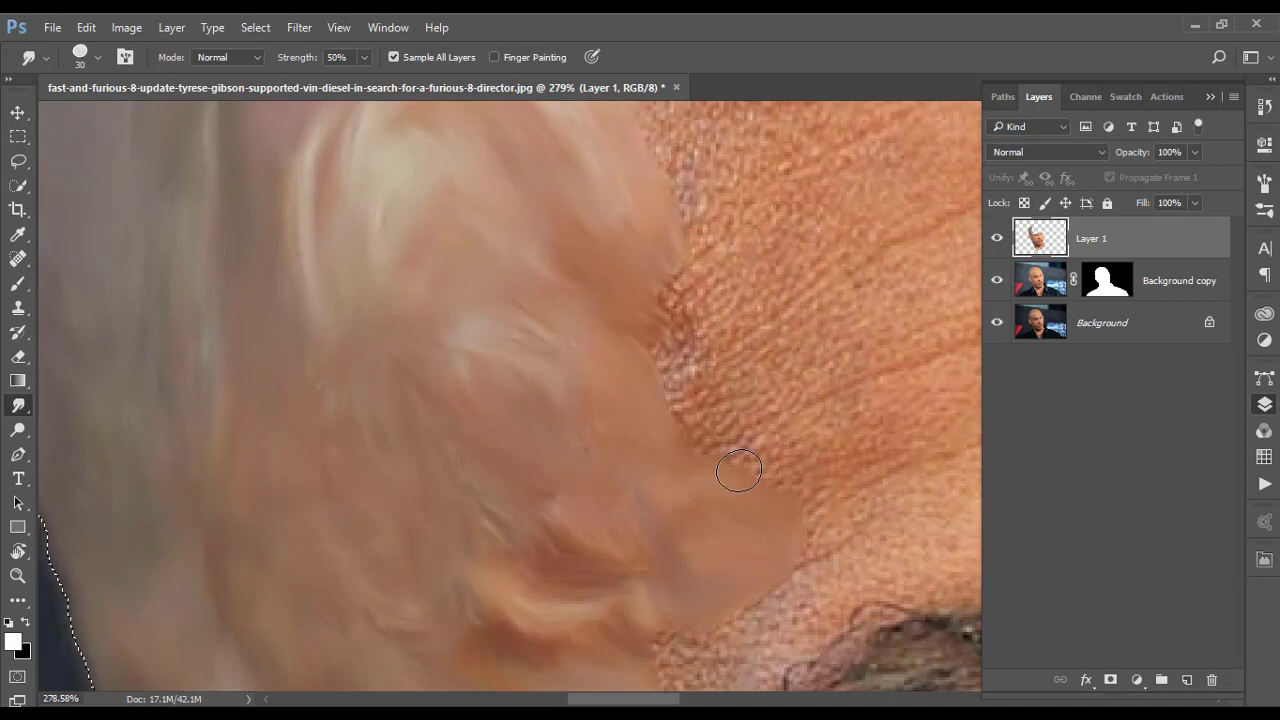 Ps File Edit Image Layer Type Select Filter View Window Help
30 Mode: Normal Strength: 50% Sample All Layers Finger Painting
fast-and-furious-8-update-tyrese-gibson-supported-vin-diesel-in-search-for-a-furious-8-director.jpg @ 279% (Layer 1, RGB/8) *
Paths Layers Channe Swatch Actions
Kind
Normal Opacity: 100%
Unify: Propagate Frame 1
Lock: Fill: 100%
Layer 1
Background copy
Background
278.58% Doc: 17.1M/42.1M